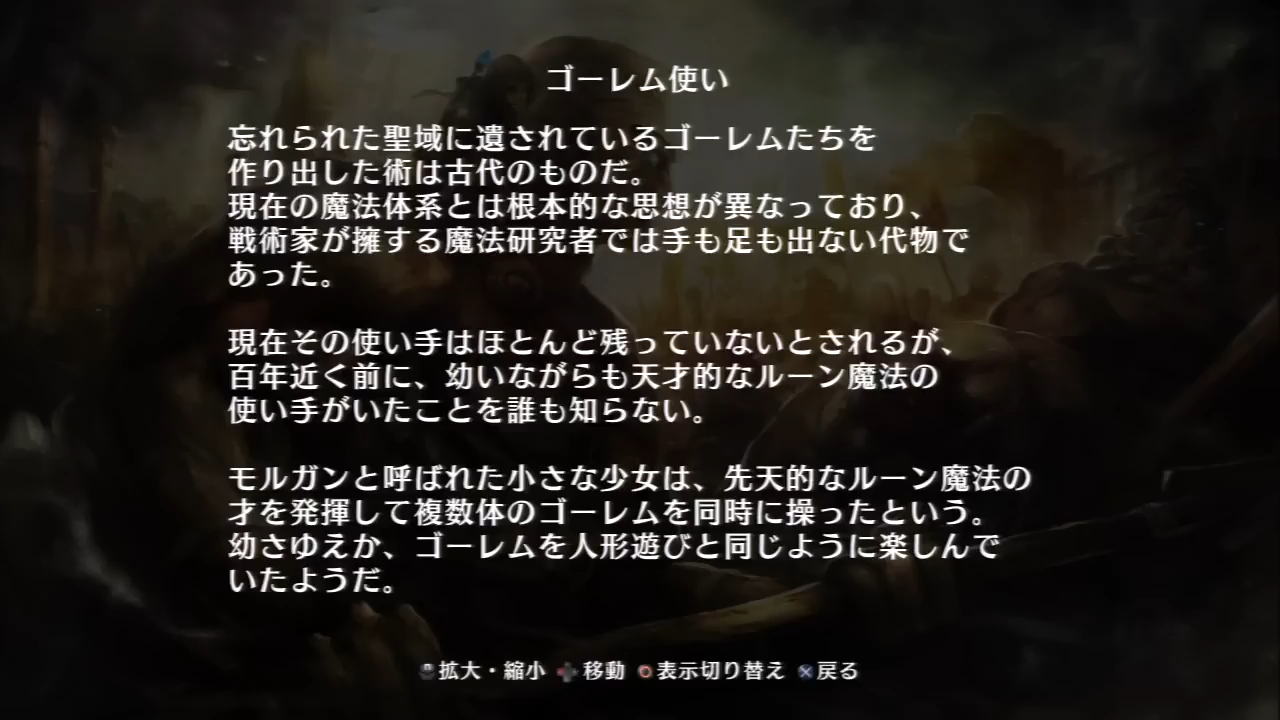 ゴーレム使い
忘れられた聖域に遺されているゴーレムたちを
作り出した術は古代のものだ。
現在の魔法体系とは根本的な思想が異なっており、
戦術家が擁する魔法研究者では手も足も出ない代物で
あった。
現在その使い手はほとんど残っていないとされるが、
百年近く前に、幼いながらも天才的なルーン魔法の
使い手がいたことを誰も知らない。
モルガンと呼ばれた小さな少女は、先天的なルーン魔法の
才を発揮して複数体のゴーレムを同時に操ったという。
幼さゆえか、ゴーレムを人形遊びと同じように楽しんで
いたようだ。
拡大・縮小 移動 表示切り替え 戻る